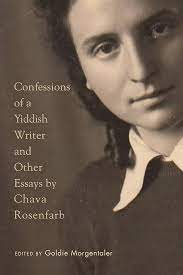 Confessions
of a
Yiddish
Writer
and
Other
Essays by
Chava
Rosenfarb
EDITED BY Goldie Morgentaler